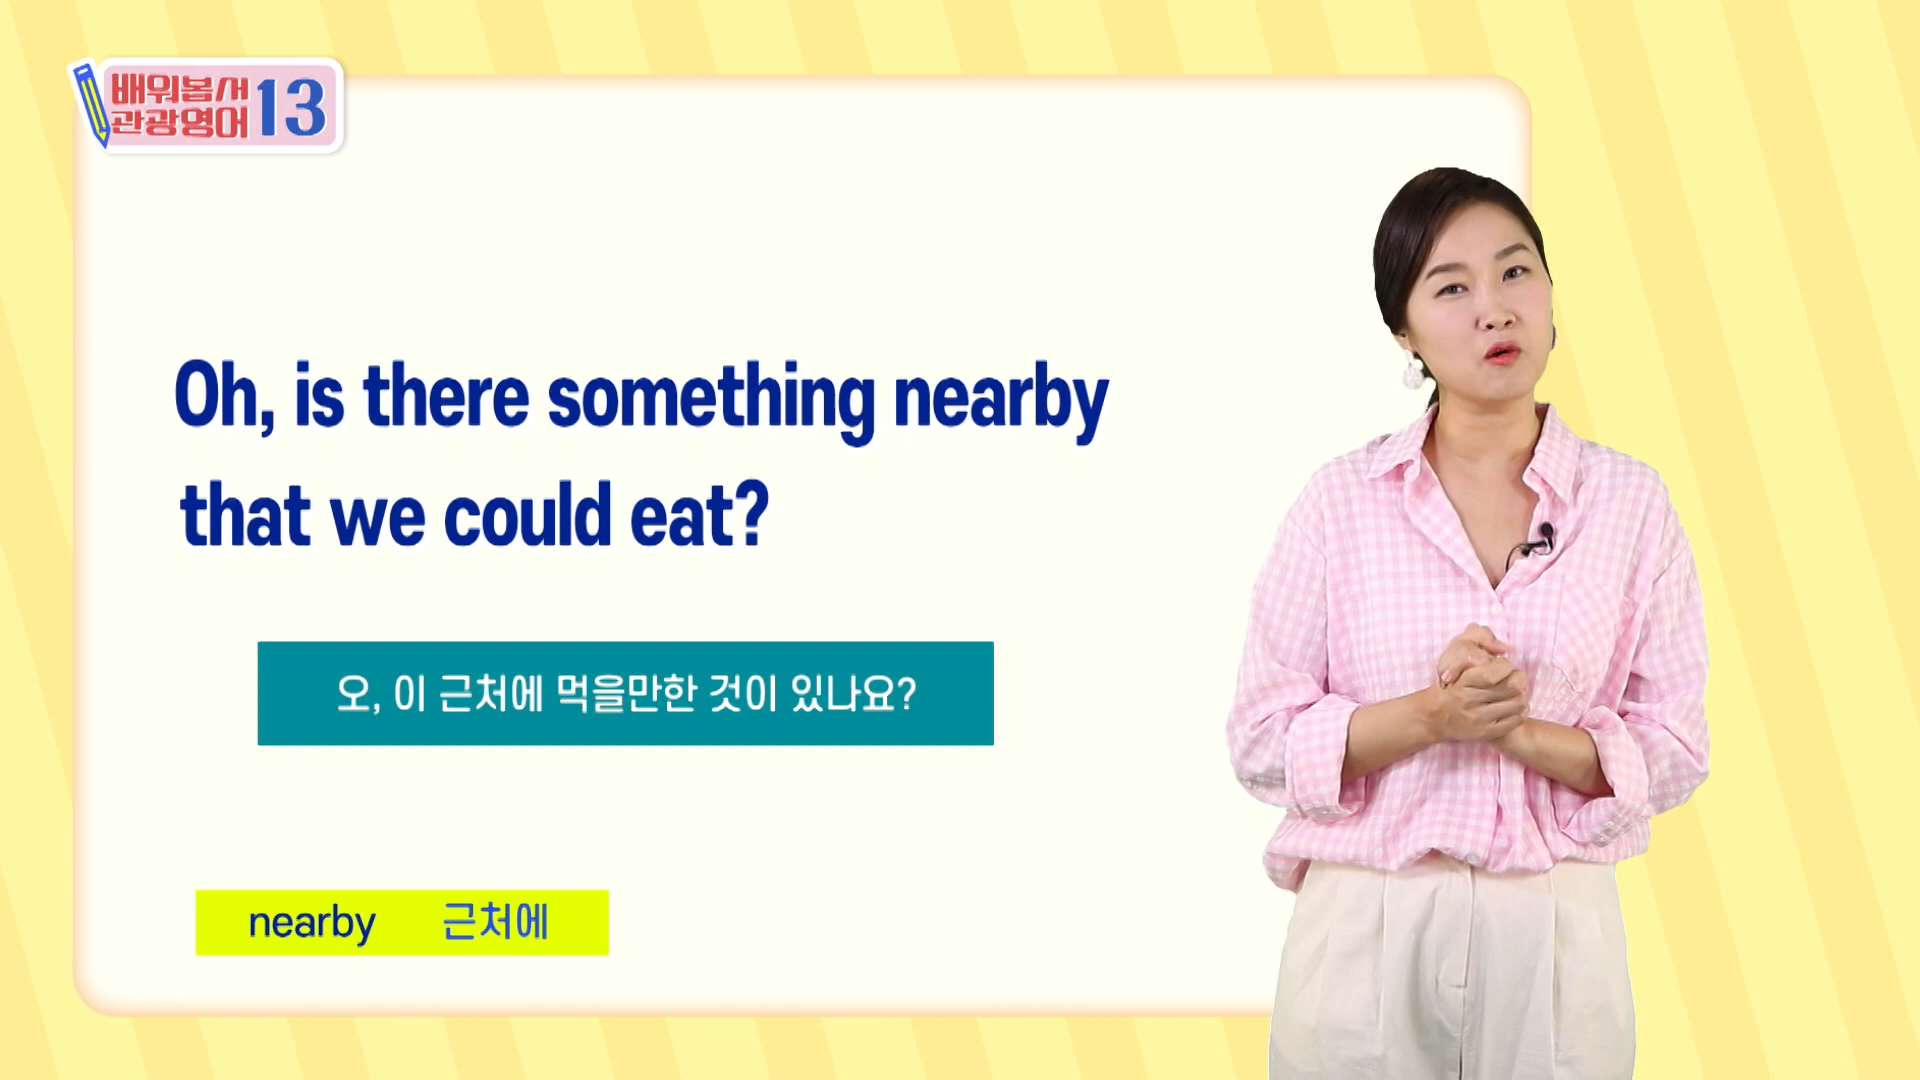 배워봅서
관광영어 13
Oh, is there something nearby
that we could eat?
오, 이 근처에 먹을만한 것이 있나요?
nearby 근처에